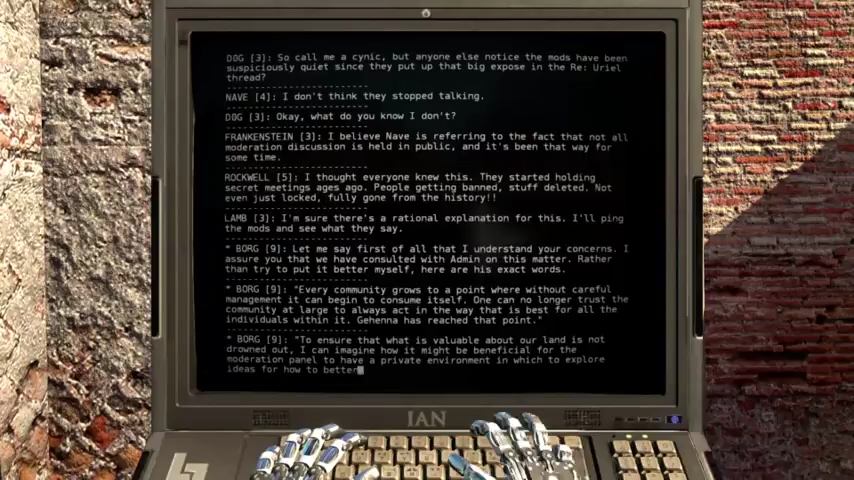 DOG [3]: So call me a cynic, but anyone else notice the mods have been
suspiciously quiet since they put up that big expose in the Re: Uriel
thread?
----------------------
NAVE [4]: I don't think they stopped talking.
----------------------
DOG [3]: Okay, what do you know I don't?
----------------------
FRANKENSTEIN [3]: I believe Nave is referring to the fact that not all
moderation discussion is held in public, and it's been that way for
some time.
----------------------
ROCKWELL [5]: I thought everyone knew this. They started holding
secret meetings ages ago. People getting banned, stuff deleted. Not
even just locked, fully gone from the history!!
----------------------
LAMB [3]: I'm sure there's a rational explanation for this. I'll ping
the mods and see what they say.
----------------------
* BORG [9]: Let me say first of all that I understand your concerns. I
assure you that we have consulted with Admin on this matter. Rather
than try to put it better myself, here are his exact words.
----------------------
* BORG [9]: "Every community grows to a point where without careful
management it can begin to consume itself. One can no longer trust the
community at large to always act in the way that is best for all the
individuals within it. Gehenna has reached that point."
----------------------
* BORG [9]: "To ensure that what is valuable about our land is not
drowned out, I can imagine how it might be beneficial for the
moderation panel to have a private environment in which to explore
ideas for how to better
IAN